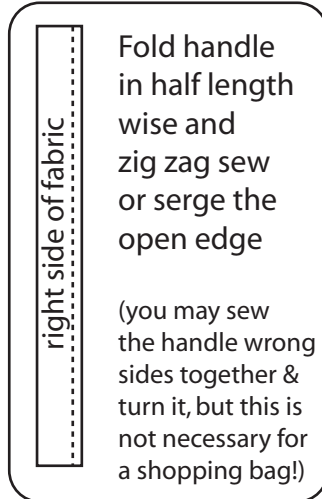 right side of fabric
Fold handle
in half length
wise and
zig zag sew
or serge the
open edge
(you may sew
the handle wrong
sides together &
turn it, but this is
not necessary for
a shopping bag!)